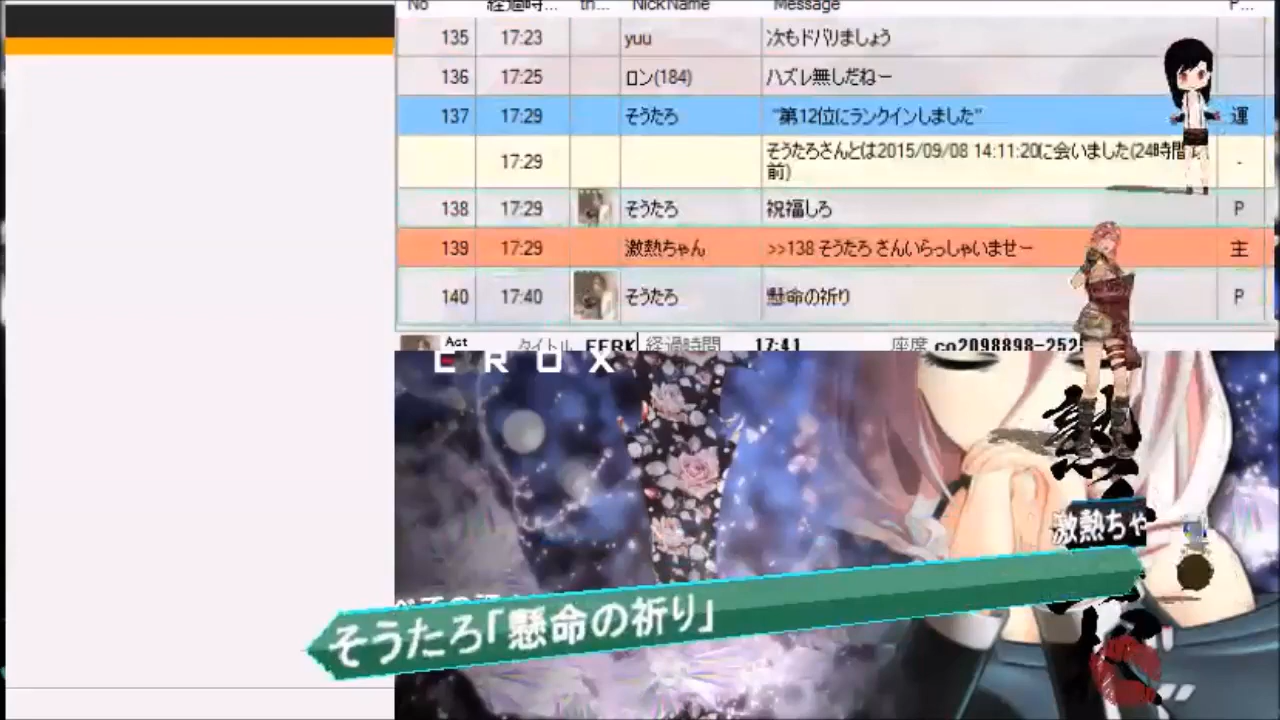 No 経過時... th... NickName Message P...
135 17:23 yuu 次もドバりましょう
136 17:25 ロン(184) ハズレ無しだねー
137 17:29 そうたろ "第12位にランクインしました" 運
17:29 そうたろさんとは2015/09/08 14:11:20に会いました(24時間
前) -
138 17:29 そうたろ 祝福しろ P
139 17:29 激熱ちゃん >>138 そうたろ さんいらっしゃいませー 主
140 17:40 そうたろ 懸命の祈り P
Act タイトル FERK 経過時間 17:41 座席 co2098898-252
EROX
熱
激熱ちゃ
そうたろ「懸命の祈り」